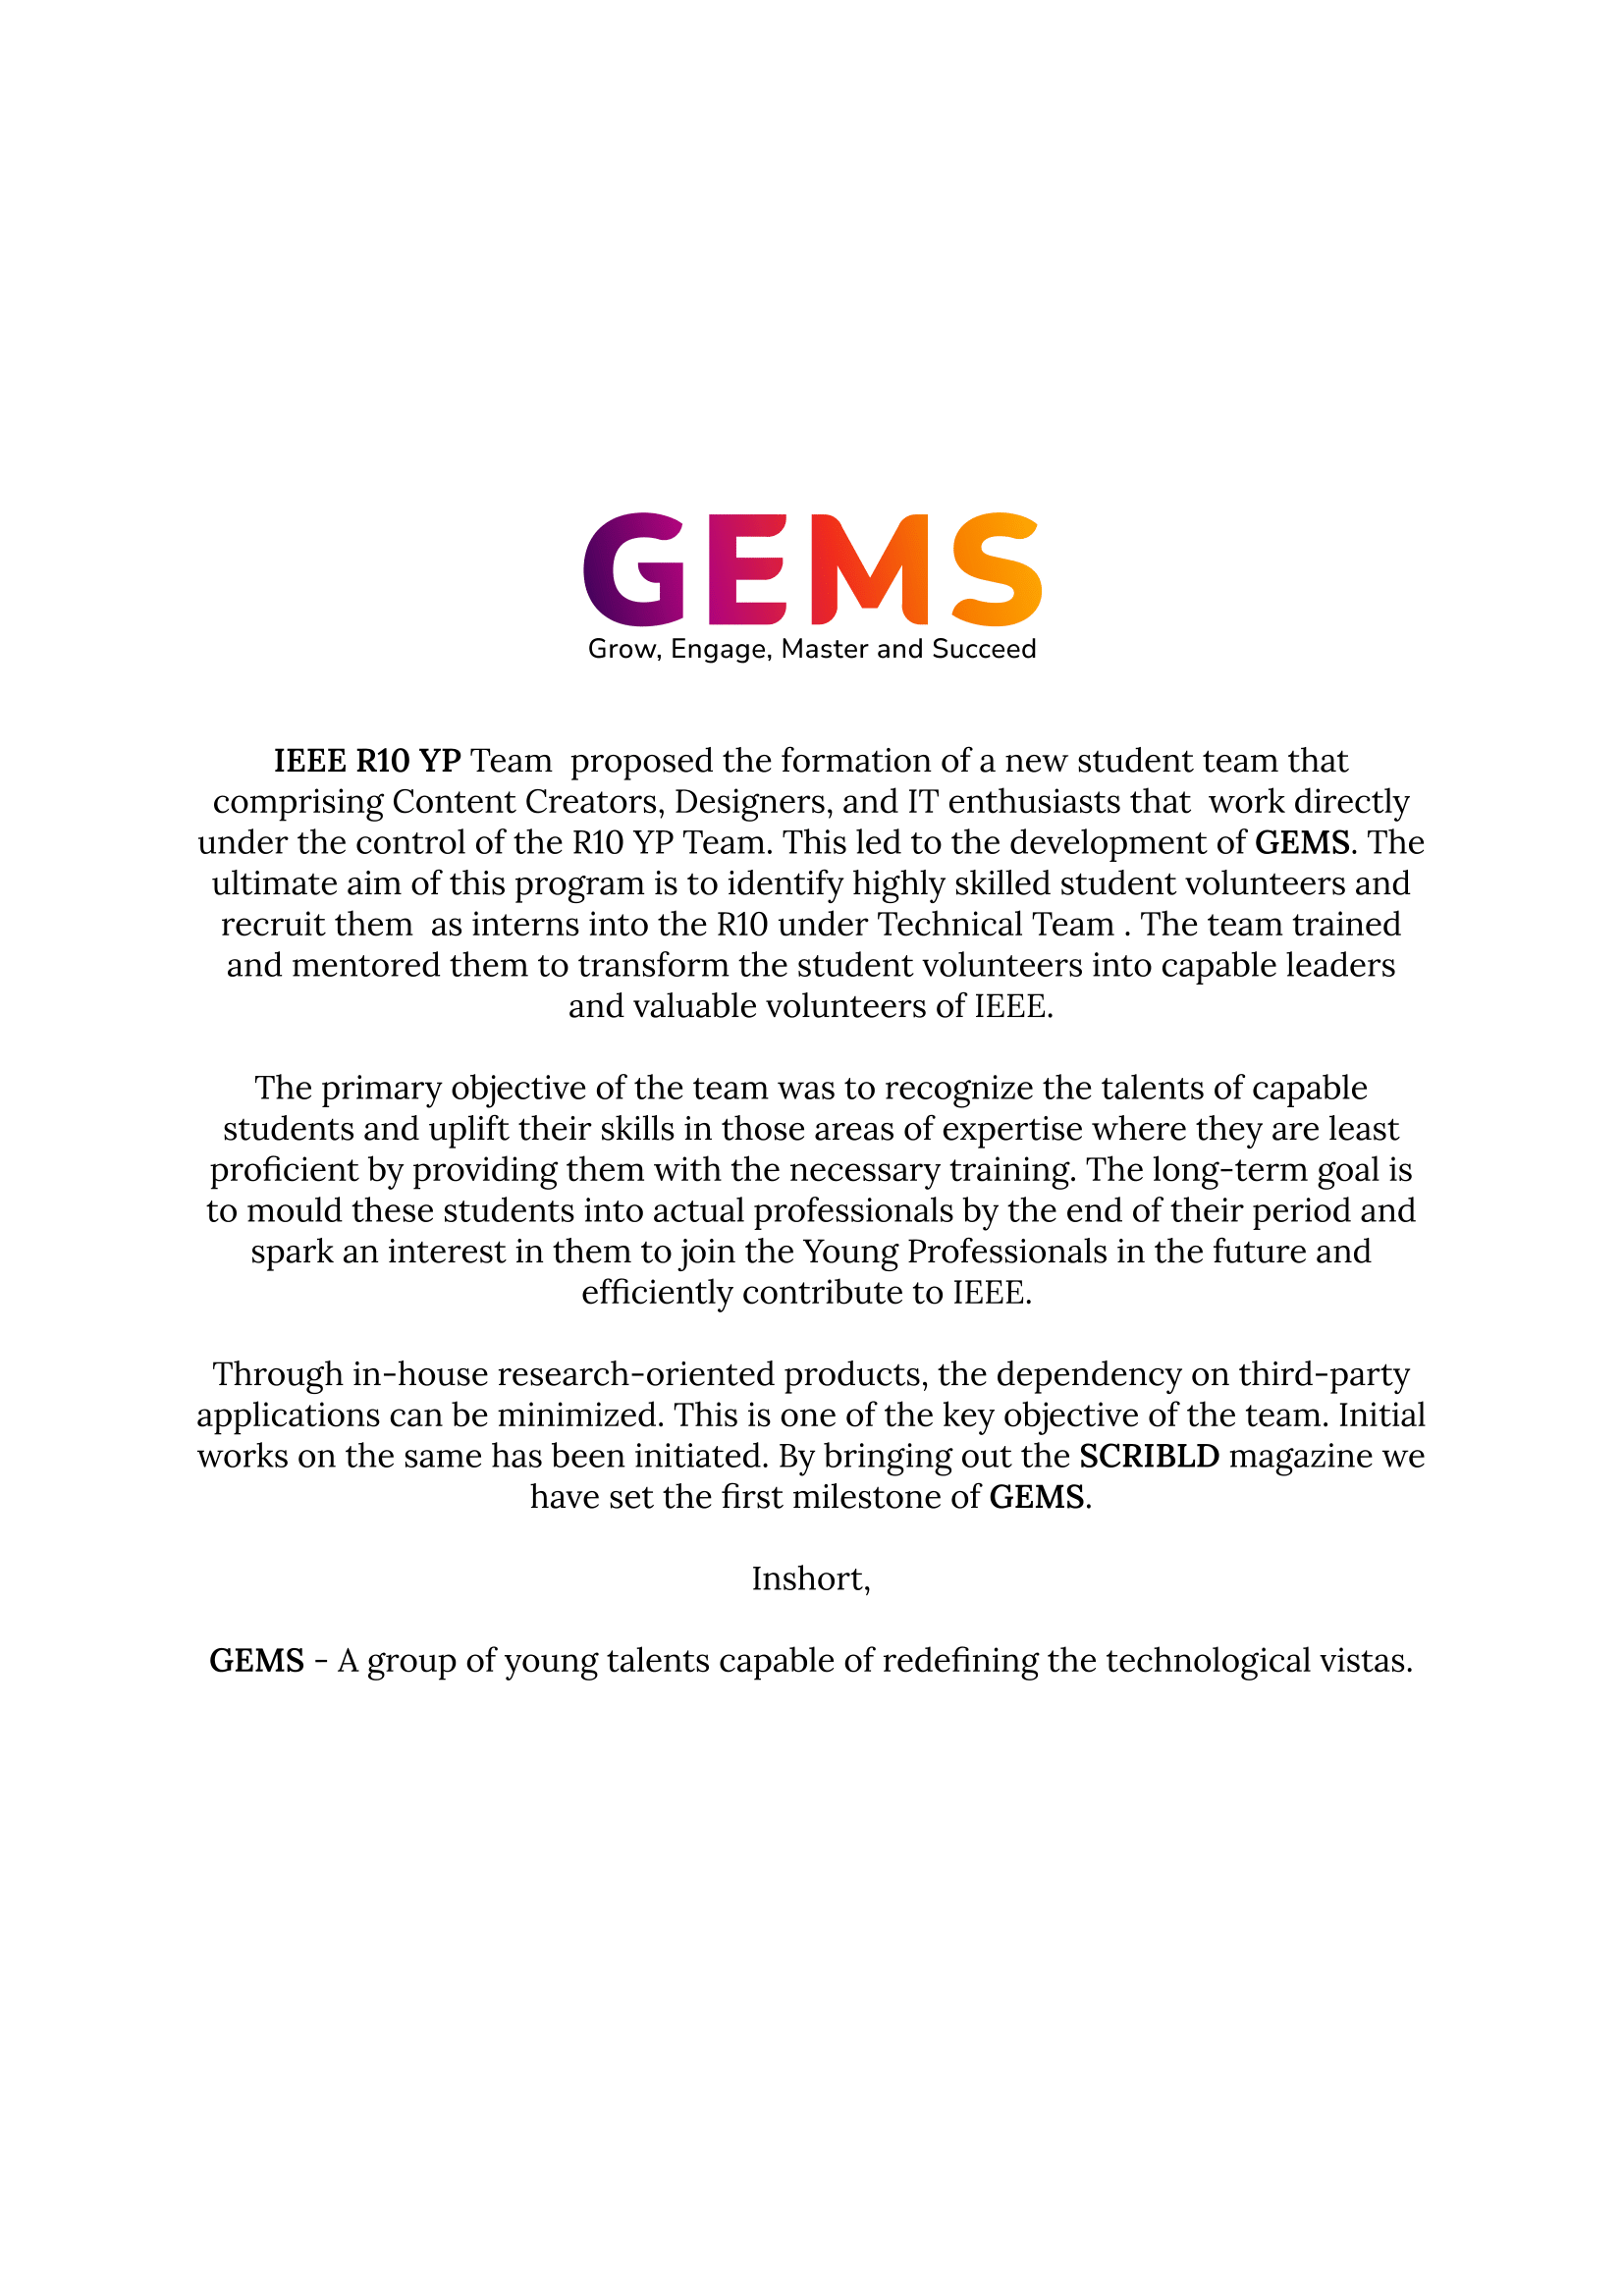 GEMS
Grow, Engage, Master and Succeed
IEEE R10 YP Team  proposed the formation of a new student team that
comprising Content Creators, Designers, and IT enthusiasts that  work directly
under the control of the R10 YP Team. This led to the development of GEMS. The
ultimate aim of this program is to identify highly skilled student volunteers and
recruit them  as interns into the R10 under Technical Team . The team trained
and mentored them to transform the student volunteers into capable leaders
and valuable volunteers of IEEE.
The primary objective of the team was to recognize the talents of capable
students and uplift their skills in those areas of expertise where they are least
proficient by providing them with the necessary training. The long-term goal is
to mould these students into actual professionals by the end of their period and
spark an interest in them to join the Young Professionals in the future and
efficiently contribute to IEEE.
Through in-house research-oriented products, the dependency on third-party
applications can be minimized. This is one of the key objective of the team. Initial
works on the same has been initiated. By bringing out the SCRIBLD magazine we
have set the first milestone of GEMS.
Inshort,
GEMS - A group of young talents capable of redefining the technological vistas.